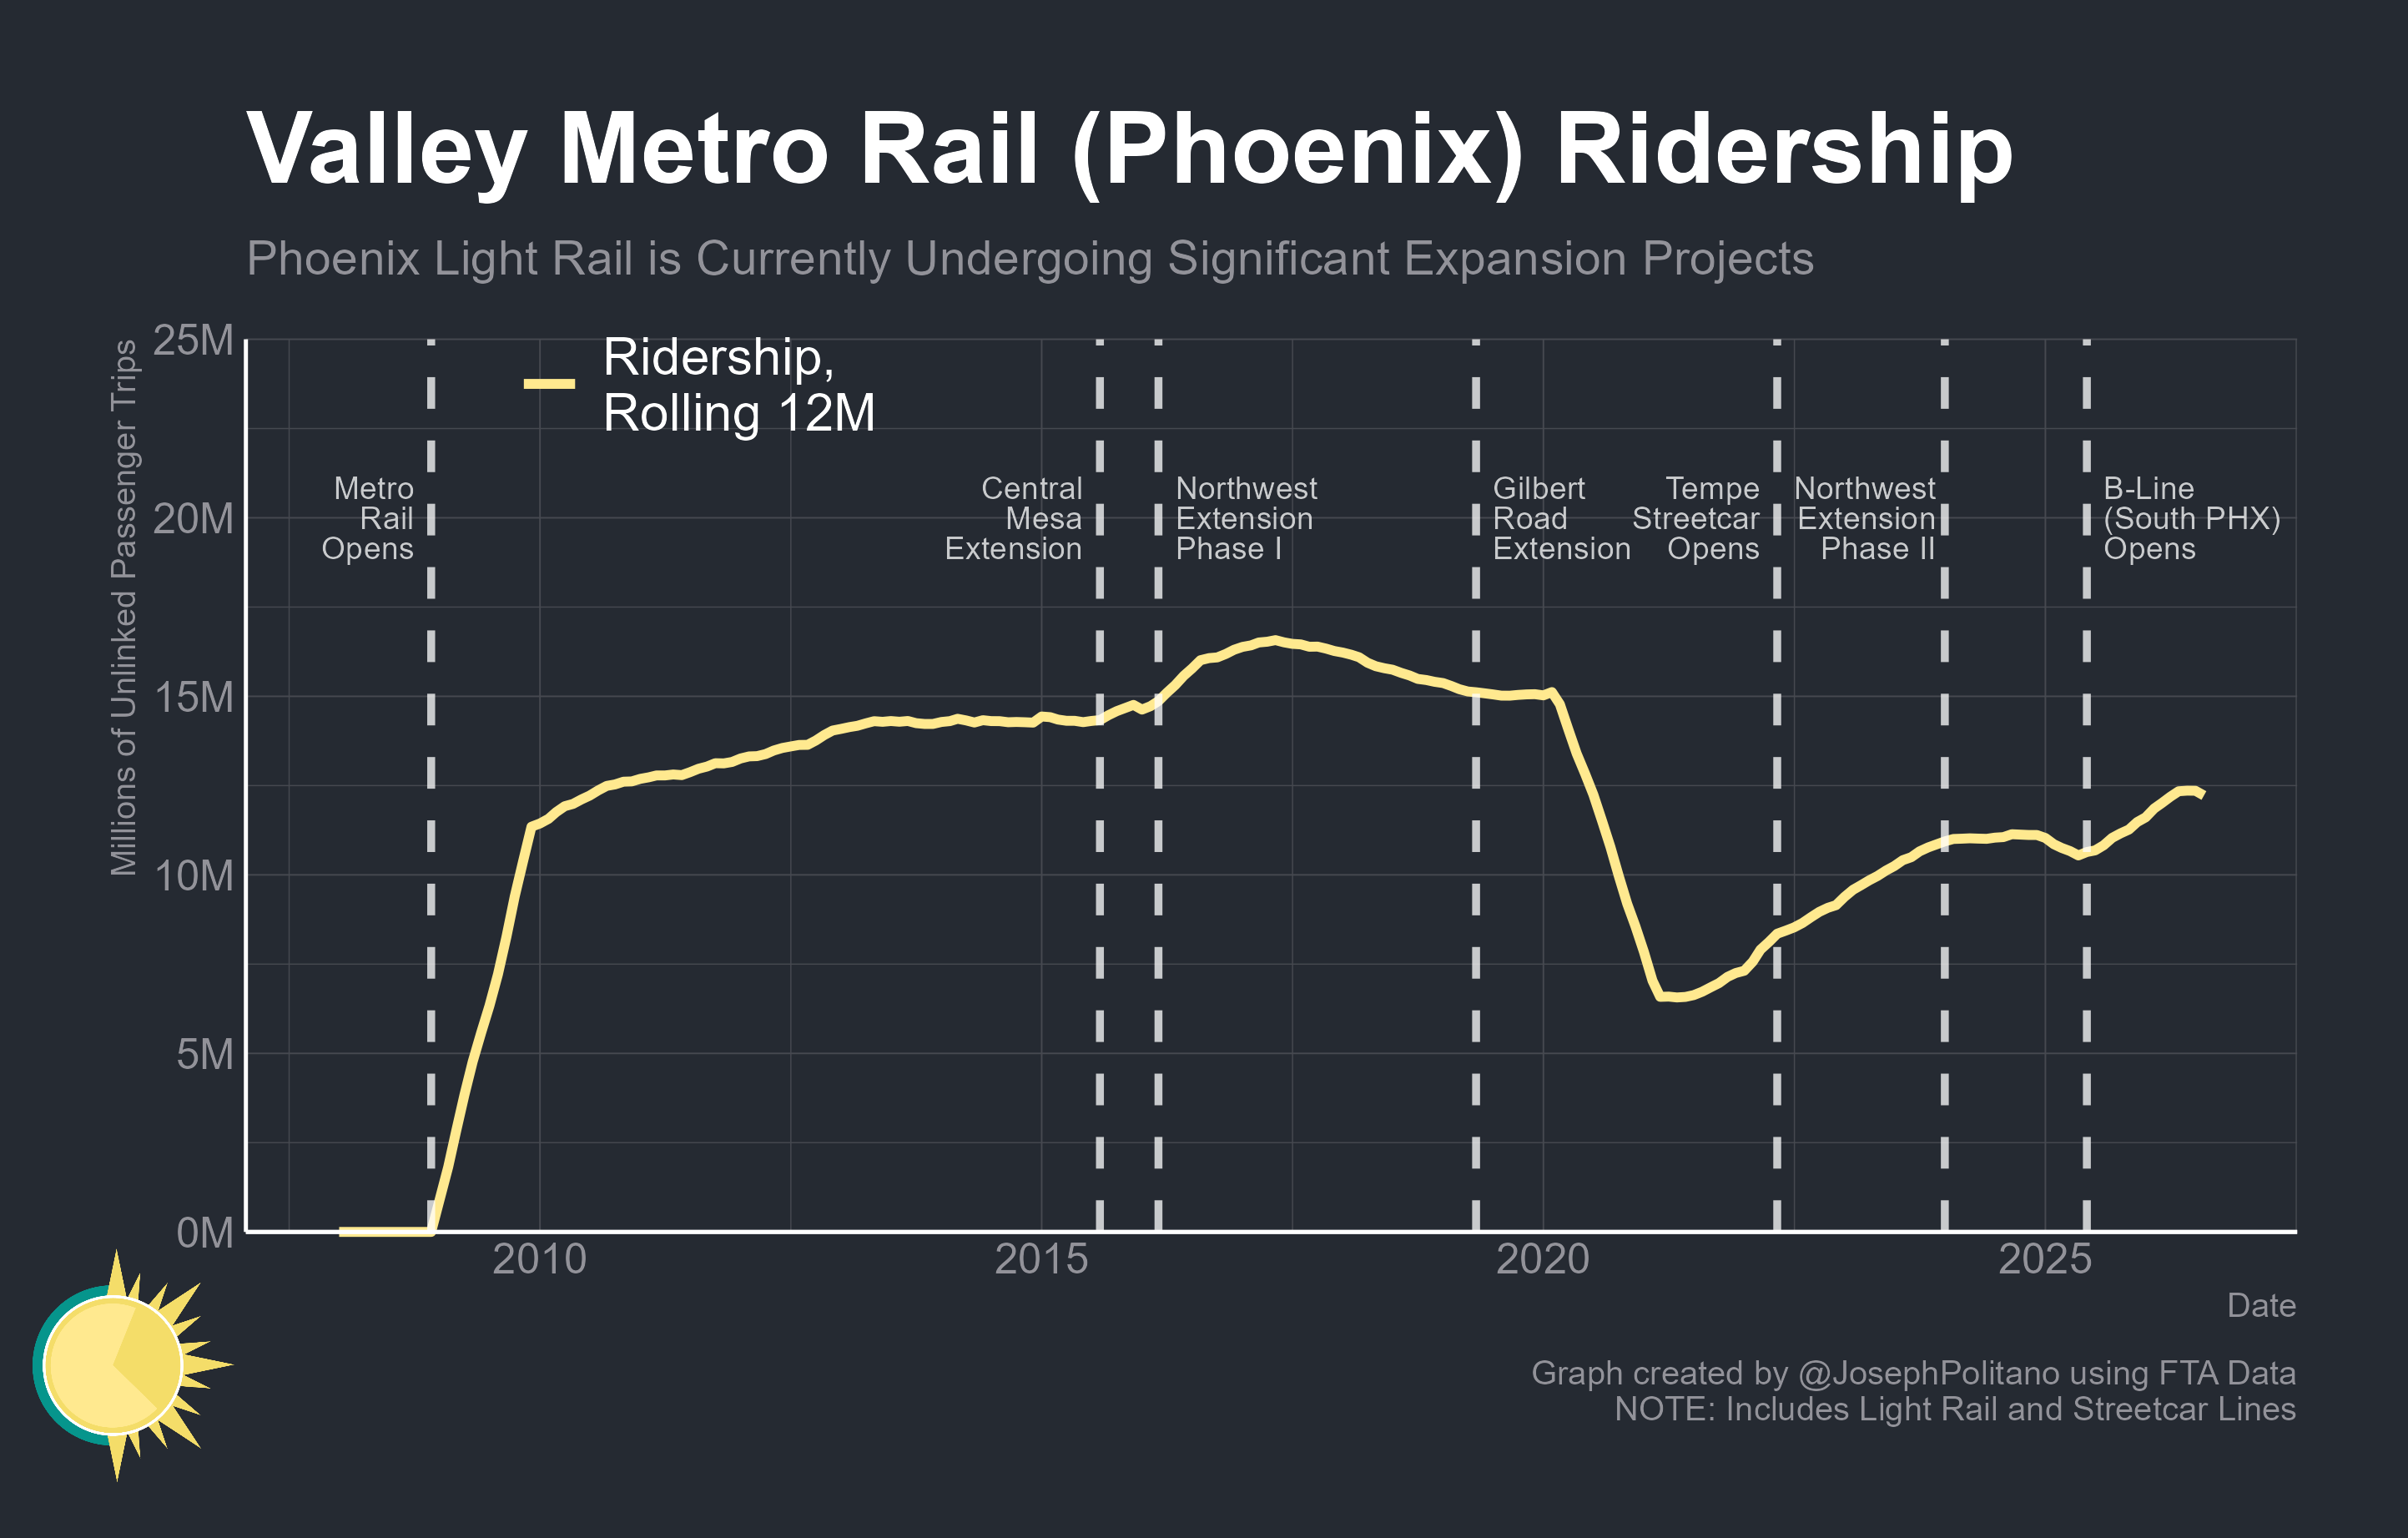 Valley Metro Rail (Phoenix) Ridership
Phoenix Light Rail is Currently Undergoing Significant Expansion Projects
Millions of Unlinked Passenger Trips
25M
20M
15M
10M
5M
0M
Ridership,
Rolling 12M
Metro
Rail
Opens
Central
Mesa
Extension
Northwest
Extension
Phase I
Gilbert
Road
Extension
Tempe
Streetcar
Opens
Northwest
Extension
Phase II
B-Line
(South PHX)
Opens
2010
2015
2020
2025
Date
Graph created by @JosephPolitano using FTA Data
NOTE: Includes Light Rail and Streetcar Lines